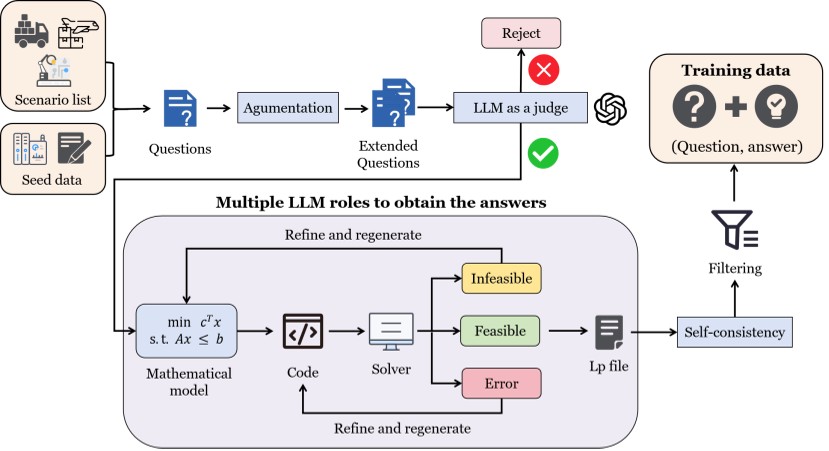 Scenario list
Seed data
Questions
Agumentation
Extended
Questions
LLM as a judge
Reject
Training data
(Question, answer)
Multiple LLM roles to obtain the answers
Refine and regenerate
min cᵀx
s.t. Ax ≤ b
Mathematical
model
Code
Solver
Infeasible
Feasible
Error
Refine and regenerate
Lp file
Self-consistency
Filtering